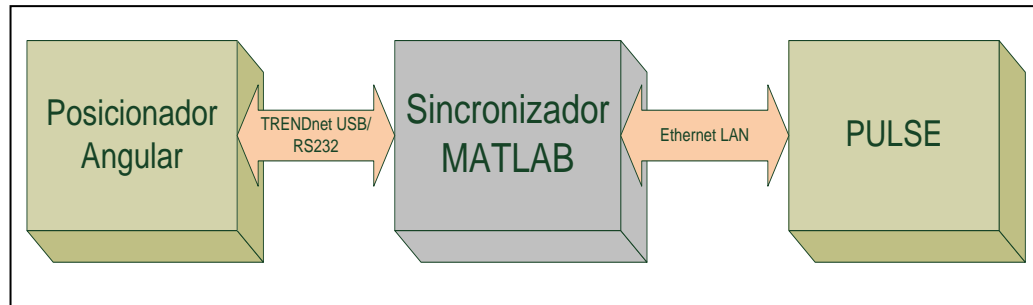 Posicionador
Angular
TRENDnet USB/
RS232
Sincronizador
MATLAB
Ethernet LAN
PULSE